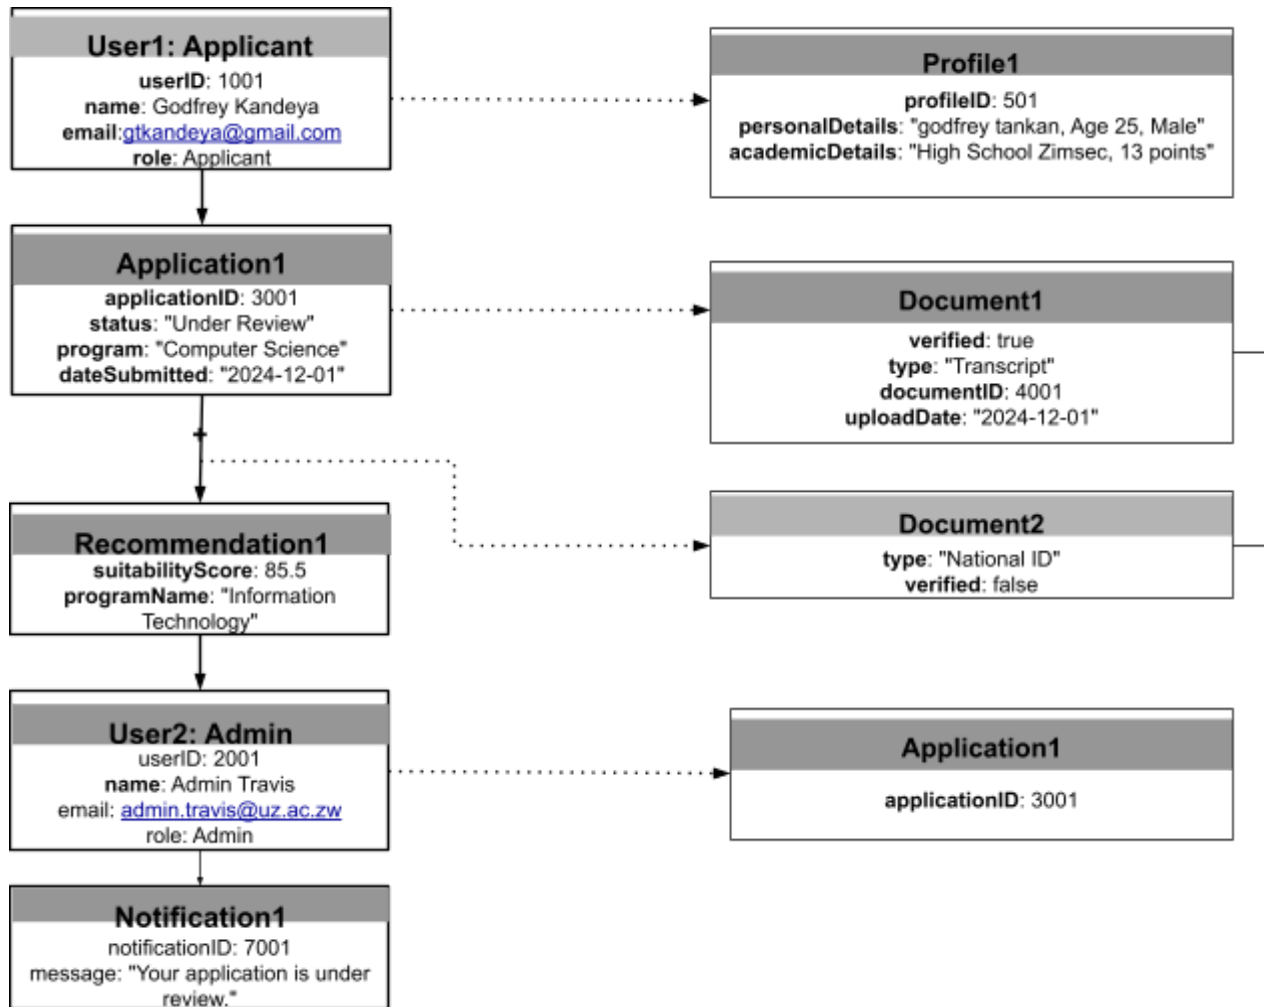 User1: Applicant
userID: 1001
name: Godfrey Kandeya
email:gtkandeya@gmail.com
role: Applicant
Profile1
profileID: 501
personalDetails: "godfrey tankan, Age 25, Male"
academicDetails: "High School Zimsec, 13 points"
Application1
applicationID: 3001
status: "Under Review"
program: "Computer Science"
dateSubmitted: "2024-12-01"
Document1
verified: true
type: "Transcript"
documentID: 4001
uploadDate: "2024-12-01"
Recommendation1
suitabilityScore: 85.5
programName: "Information
Technology"
Document2
type: "National ID"
verified: false
User2: Admin
userID: 2001
name: Admin Travis
email: admin.travis@uz.ac.zw
role: Admin
Application1
applicationID: 3001
Notification1
notificationID: 7001
message: "Your application is under
review."